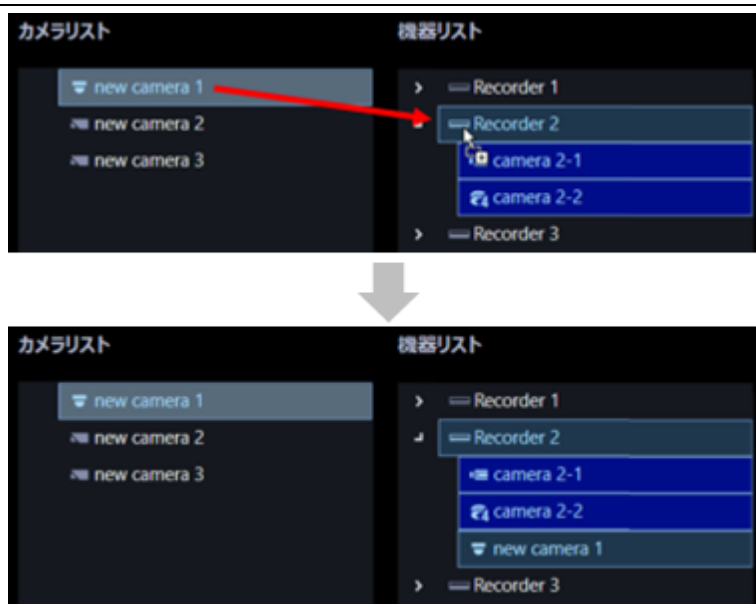 カメラリスト
機器リスト
new camera 1
Recorder 1
new camera 2
Recorder 2
new camera 3
camera 2-1
camera 2-2
Recorder 3
カメラリスト
機器リスト
new camera 1
Recorder 1
new camera 2
Recorder 2
new camera 3
camera 2-1
camera 2-2
new camera 1
Recorder 3